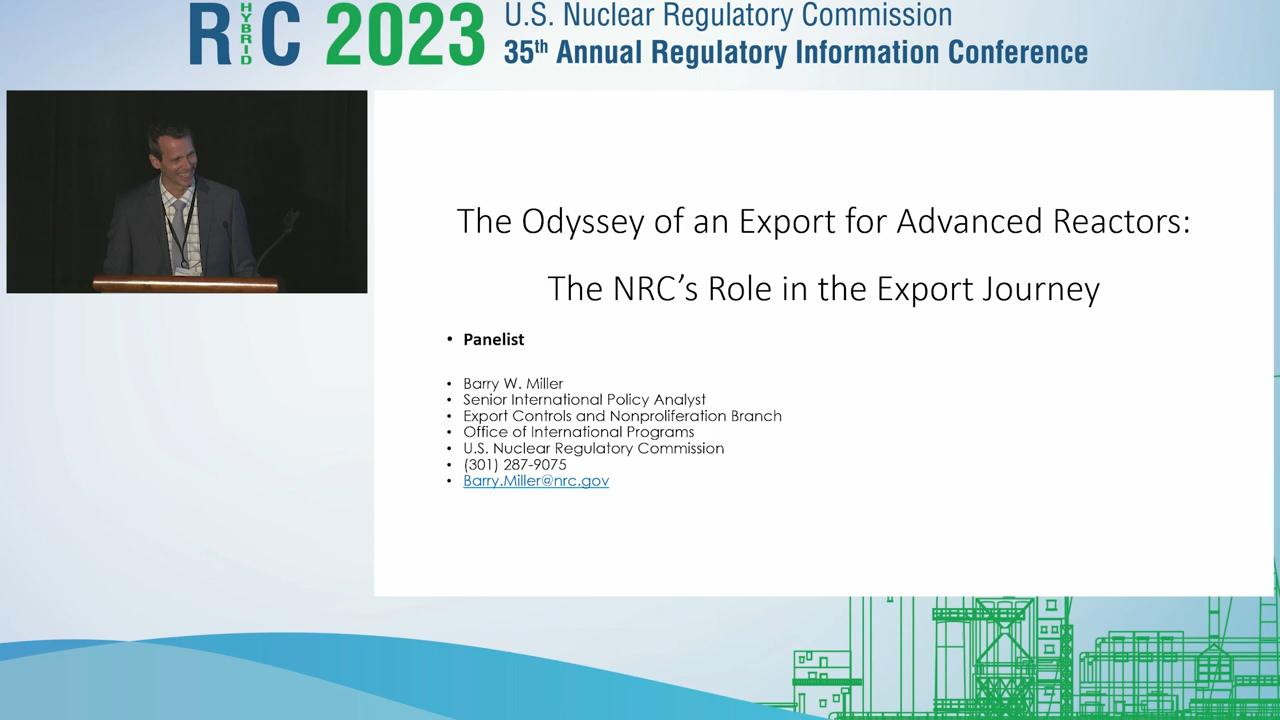 RIC 2023
HYBRID
U.S. Nuclear Regulatory Commission
35th Annual Regulatory Information Conference
The Odyssey of an Export for Advanced Reactors:
The NRC’s Role in the Export Journey
• Panelist
• Barry W. Miller
• Senior International Policy Analyst
• Export Controls and Nonproliferation Branch
• Office of International Programs
• U.S. Nuclear Regulatory Commission
• (301) 287-9075
• Barry.Miller@nrc.gov